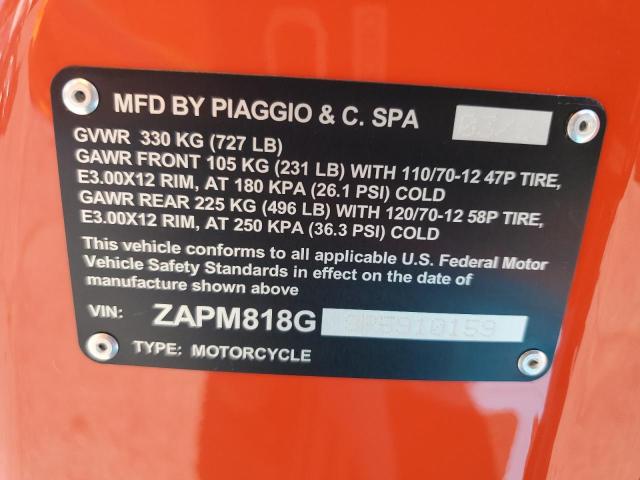 MFD BY PIAGGIO & C. SPA
GVWR 330 KG (727 LB)
GAWR FRONT 105 KG (231 LB) WITH 110/70-12 47P TIRE,
E3.00X12 RIM, AT 180 KPA (26.1 PSI) COLD
GAWR REAR 225 KG (496 LB) WITH 120/70-12 58P TIRE,
E3.00X12 RIM, AT 250 KPA (36.3 PSI) COLD
This vehicle conforms to all applicable U.S. Federal Motor
Vehicle Safety Standards in effect on the date of
manufacture shown above
VIN: ZAPM818G
TYPE: MOTORCYCLE